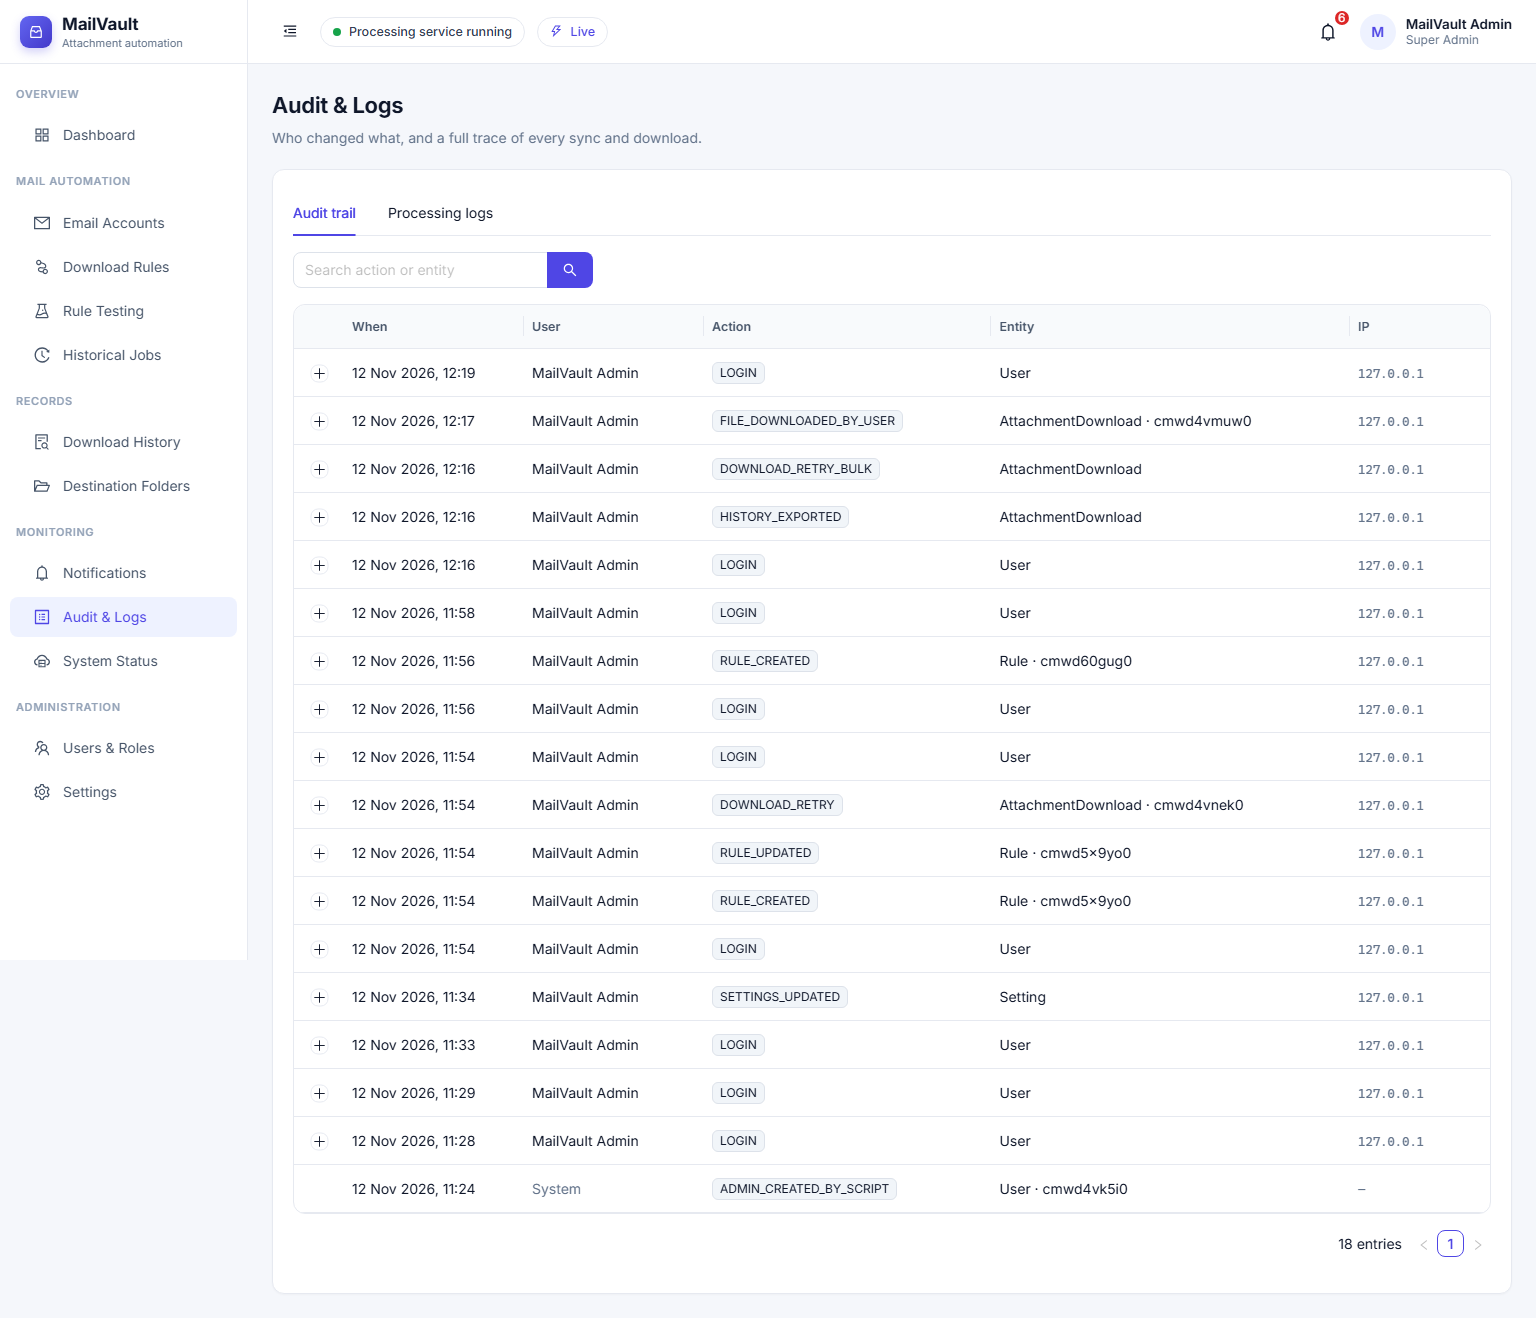 MailVault
Attachment automation
Processing service running
Live
6
M
MailVault Admin
Super Admin
OVERVIEW
Dashboard
MAIL AUTOMATION
Email Accounts
Download Rules
Rule Testing
Historical Jobs
RECORDS
Download History
Destination Folders
MONITORING
Notifications
Audit & Logs
System Status
ADMINISTRATION
Users & Roles
Settings
Audit & Logs
Who changed what, and a full trace of every sync and download.
Audit trail Processing logs
Search action or entity
When User Action Entity IP
12 Nov 2026, 12:19 MailVault Admin LOGIN User 127.0.0.1
12 Nov 2026, 12:17 MailVault Admin FILE_DOWNLOADED_BY_USER AttachmentDownload · cmwd4vmuw0 127.0.0.1
12 Nov 2026, 12:16 MailVault Admin DOWNLOAD_RETRY_BULK AttachmentDownload 127.0.0.1
12 Nov 2026, 12:16 MailVault Admin HISTORY_EXPORTED AttachmentDownload 127.0.0.1
12 Nov 2026, 12:16 MailVault Admin LOGIN User 127.0.0.1
12 Nov 2026, 11:58 MailVault Admin LOGIN User 127.0.0.1
12 Nov 2026, 11:56 MailVault Admin RULE_CREATED Rule · cmwd60gug0 127.0.0.1
12 Nov 2026, 11:56 MailVault Admin LOGIN User 127.0.0.1
12 Nov 2026, 11:54 MailVault Admin LOGIN User 127.0.0.1
12 Nov 2026, 11:54 MailVault Admin DOWNLOAD_RETRY AttachmentDownload · cmwd4vnek0 127.0.0.1
12 Nov 2026, 11:54 MailVault Admin RULE_UPDATED Rule · cmwd5×9yo0 127.0.0.1
12 Nov 2026, 11:54 MailVault Admin RULE_CREATED Rule · cmwd5×9yo0 127.0.0.1
12 Nov 2026, 11:54 MailVault Admin LOGIN User 127.0.0.1
12 Nov 2026, 11:34 MailVault Admin SETTINGS_UPDATED Setting 127.0.0.1
12 Nov 2026, 11:33 MailVault Admin LOGIN User 127.0.0.1
12 Nov 2026, 11:29 MailVault Admin LOGIN User 127.0.0.1
12 Nov 2026, 11:28 MailVault Admin LOGIN User 127.0.0.1
12 Nov 2026, 11:24 System ADMIN_CREATED_BY_SCRIPT User · cmwd4vk5i0 –
18 entries < 1 >